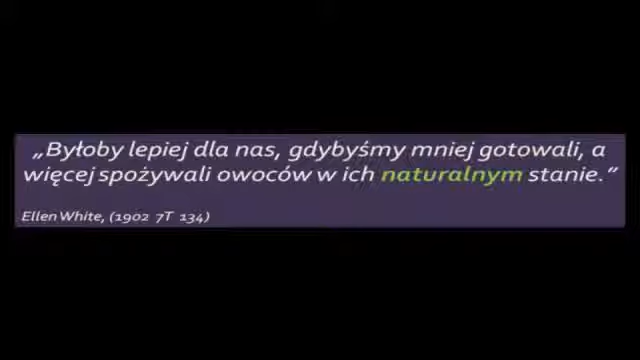 „Byłoby lepiej dla nas, gdybyśmy mniej gotowali, a
więcej spożywali owoców w ich naturalnym stanie.”
Ellen White, (1902 7T 134)